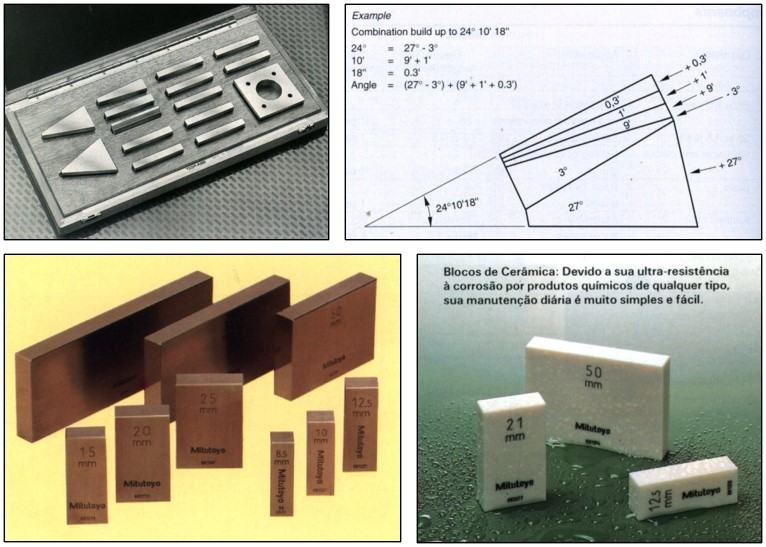 Example
Combination build up to 24° 10' 18"
24° = 27° - 3°
10' = 9' + 1'
18" = 0.3'
Angle = (27° - 3°) + (9' + 1' + 0.3')
+ 0,3'
+ 1'
+ 9'
- 3°
0,3'
1'
9'
3°
+ 27°
24°10'18"
27°
Blocos de Cerâmica: Devido a sua ultra-resistência
à corrosão por produtos químicos de qualquer tipo,
sua manutenção diária é muito simples e fácil.
50
Mitutoyo
25
mm
Mitutoyo
12.5
mm
Mitutoyo
20
mm
Mitutoyo
10
mm
Mitutoyo
15
mm
Mitutoyo
8.5
mm
Mitutoyo
50
mm
Mitutoyo
21
mm
Mitutoyo
12.5
mm
Mitutoyo